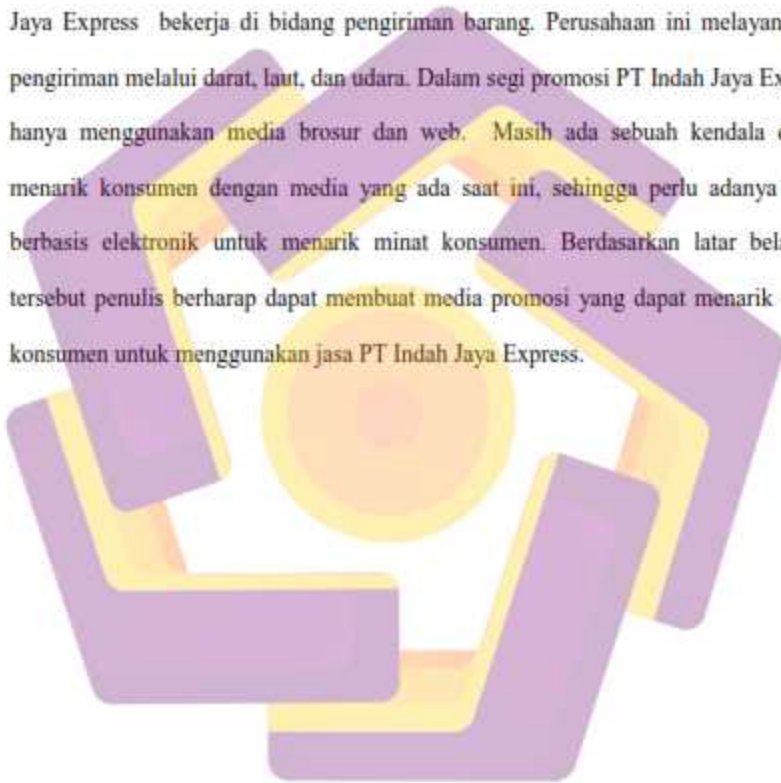 Jaya Express bekerja di bidang pengiriman barang. Perusahaan ini melayan
pengiriman melalui darat, laut, dan udara. Dalam segi promosi PT Indah Jaya Ex
hanya menggunakan media brosur dan web. Masih ada sebuah kendala
menarik konsumen dengan media yang ada saat ini, sehingga perlu adanya
berbasis elektronik untuk menarik minat konsumen. Berdasarkan latar bela
tersebut penulis berharap dapat membuat media promosi yang dapat menarik
konsumen untuk menggunakan jasa PT Indah Jaya Express.